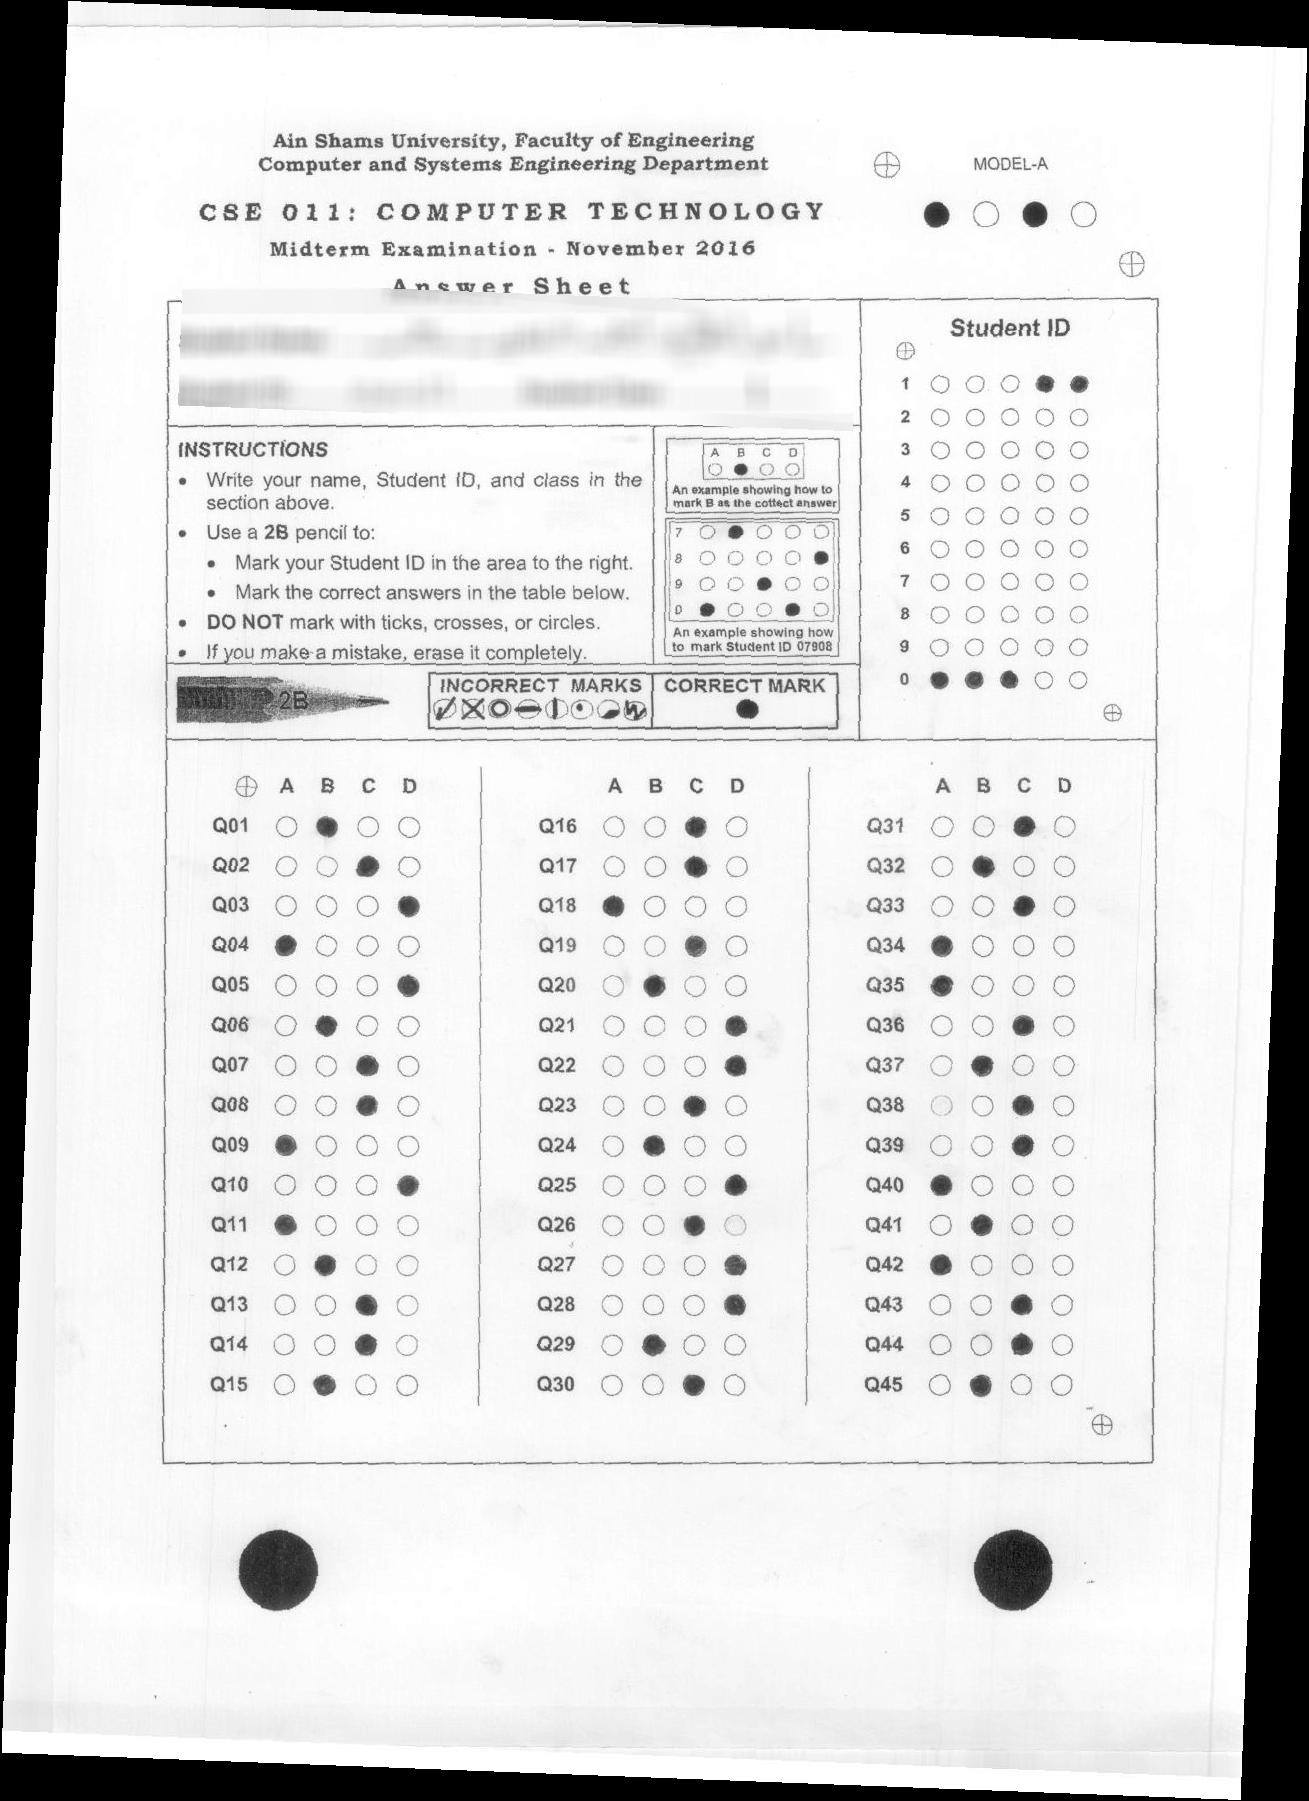 Ain Shams University, Faculty of Engineering
Computer and Systems Engineering Department
MODEL-A
CSE 011: COMPUTER TECHNOLOGY
Midterm Examination - November 2016
Answer Sheet
Student ID
1
2
3
4
5
6
7
8
9
0
INSTRUCTIONS
• Write your name, Student ID, and class in the
section above.
• Use a 2B pencil to:
• Mark your Student ID in the area to the right.
• Mark the correct answers in the table below.
• DO NOT mark with ticks, crosses, or circles.
• If you make a mistake, erase it completely.
A B C D
An example showing how to
mark B as the cottect answer
7
8
9
0
An example showing how
to mark Student ID 07908
2B
INCORRECT MARKS
CORRECT MARK
A B C D
Q01
Q02
Q03
Q04
Q05
Q06
Q07
Q08
Q09
Q10
Q11
Q12
Q13
Q14
Q15
A B C D
Q16
Q17
Q18
Q19
Q20
Q21
Q22
Q23
Q24
Q25
Q26
Q27
Q28
Q29
Q30
A B C D
Q31
Q32
Q33
Q34
Q35
Q36
Q37
Q38
Q39
Q40
Q41
Q42
Q43
Q44
Q45